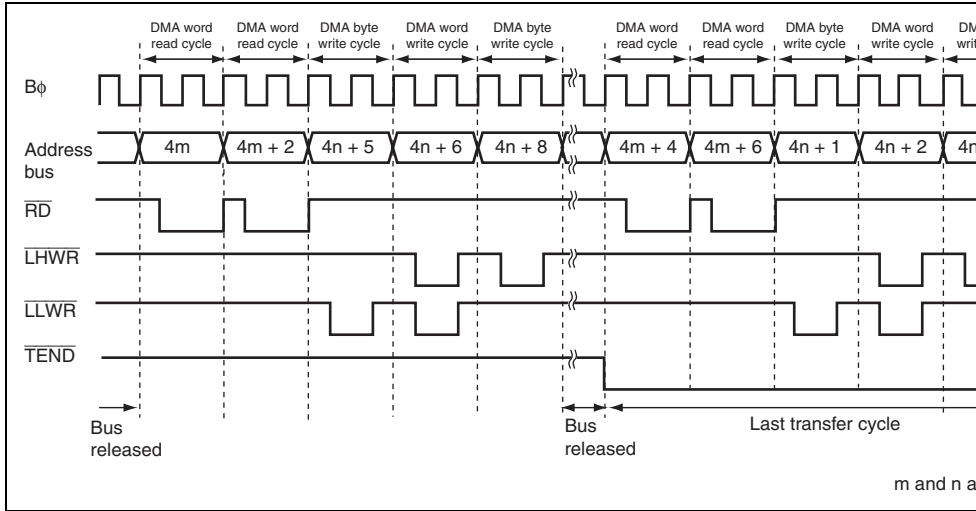 DMA word read cycle
DMA word read cycle
DMA byte write cycle
DMA word write cycle
DMA byte write cycle
DMA word read cycle
DMA word read cycle
DMA byte write cycle
DMA word write cycle
Bϕ
Address bus
4m
4m + 2
4n + 5
4n + 6
4n + 8
4m + 4
4m + 6
4n + 1
4n + 2
RD
LHWR
LLWR
TEND
Bus released
Bus released
Last transfer cycle
m and n